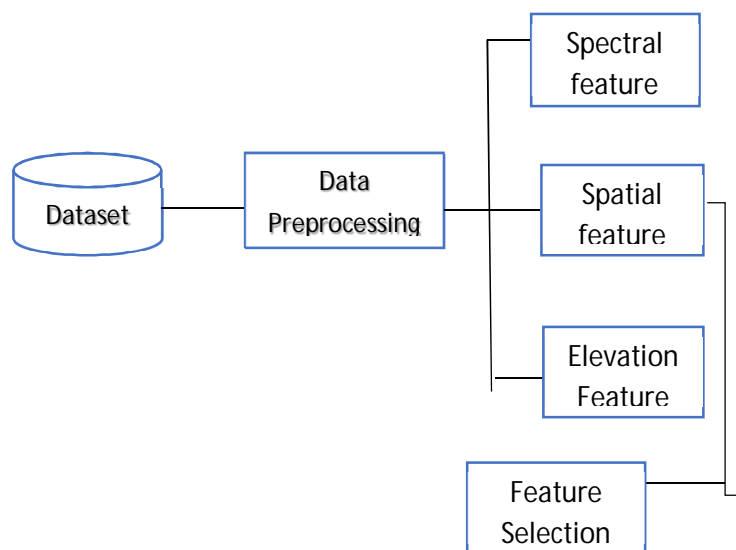 Spectral
feature
Dataset
Data
Preprocessing
Spatial
feature
Elevation
Feature
Feature
Selection